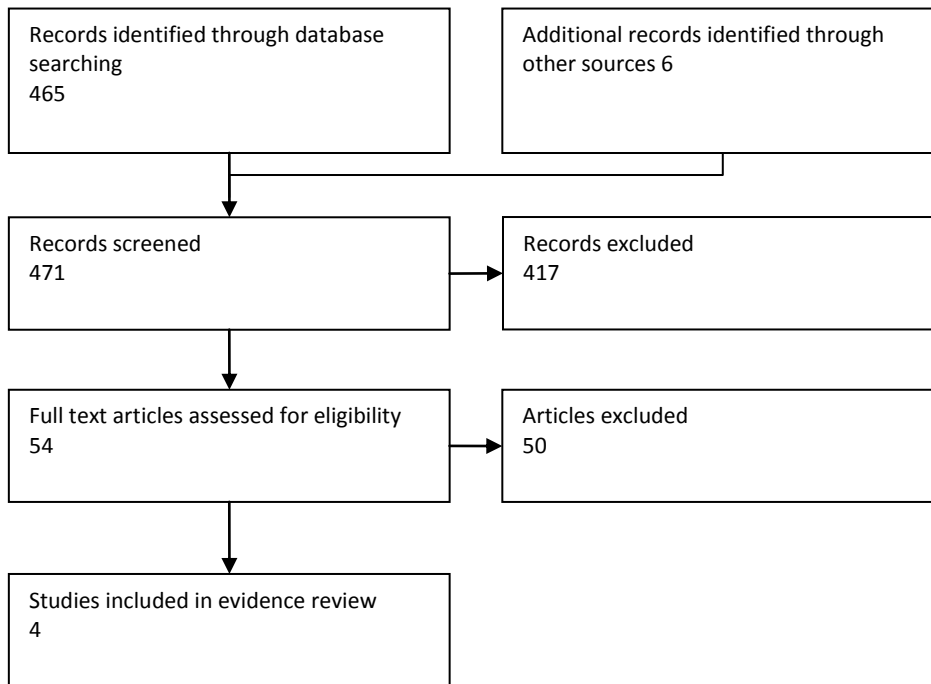 Records identified through database
searching
465
Additional records identified through
other sources 6
Records screened
471
Records excluded
417
Full text articles assessed for eligibility
54
Articles excluded
50
Studies included in evidence review
4